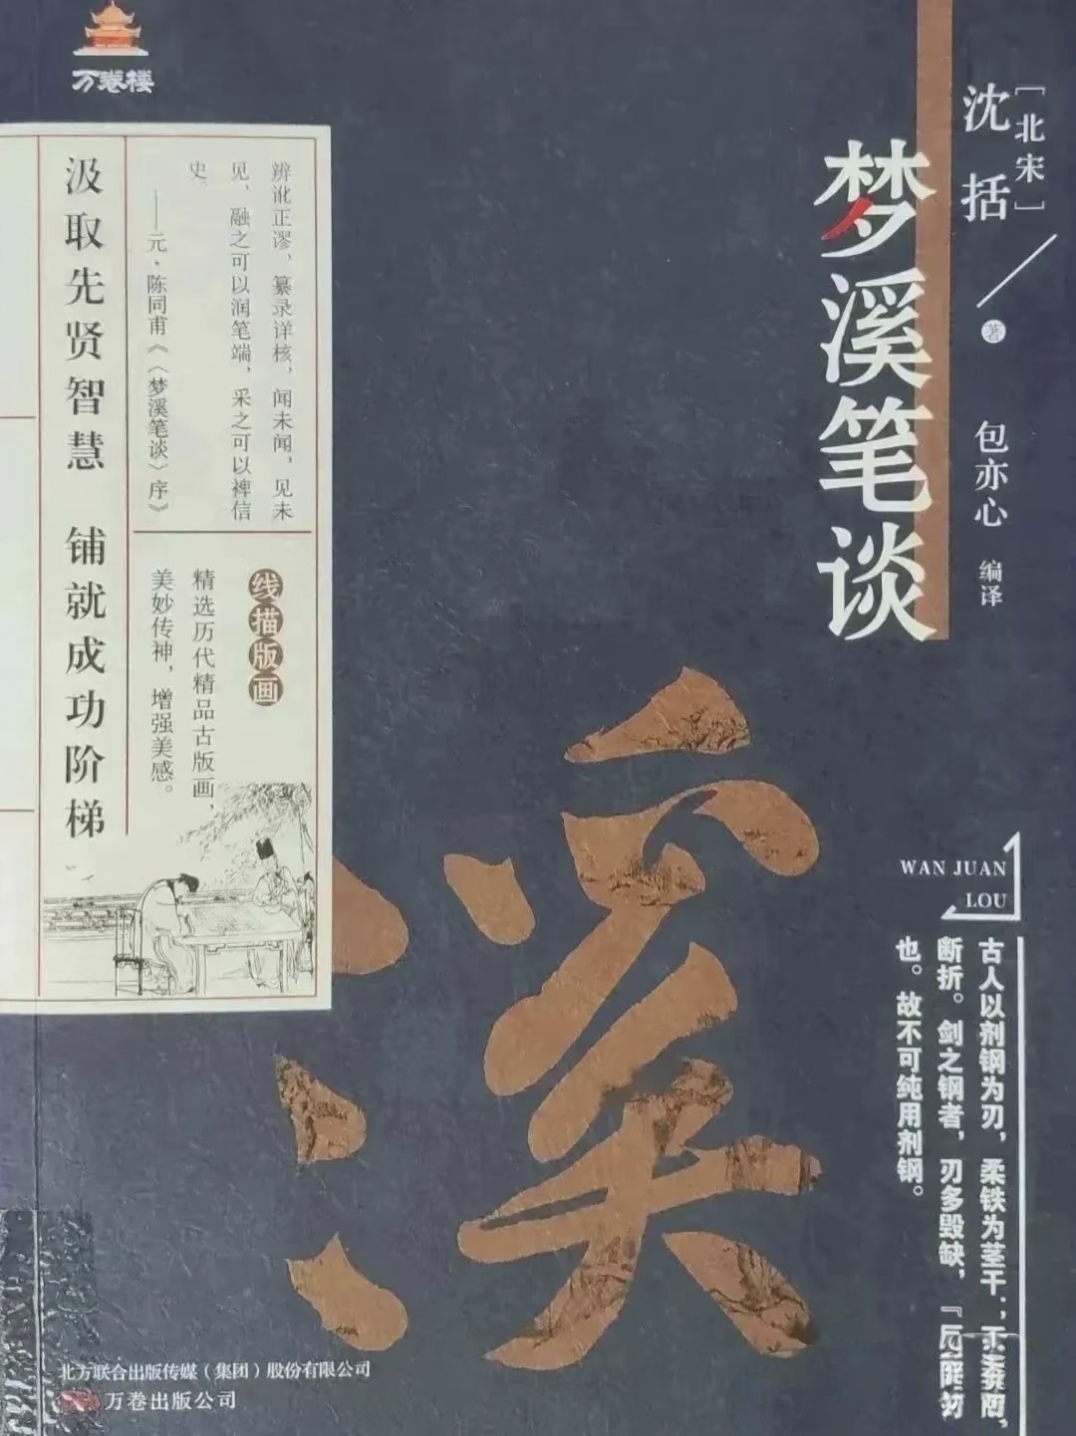 万卷楼
[北宋]
沈括
著
包亦心
编译
梦溪笔谈
辨讹正谬，纂录详核，闻未闻，见未
见，融之可以润笔端，采之可以裨信
史。
——元·陈同甫《〈梦溪笔谈〉序》
汲取先贤智慧 铺就成功阶梯
线描版画
精选历代精品古版画，
美妙传神，增强美感。
溪
WAN JUAN
LOU
古人以剂钢为刃，柔铁为茎干；
断折。剑之钢者，刃多毁缺，
也。故不可纯用剂钢。
北方联合出版传媒（集团）股份有限公司
万卷出版公司